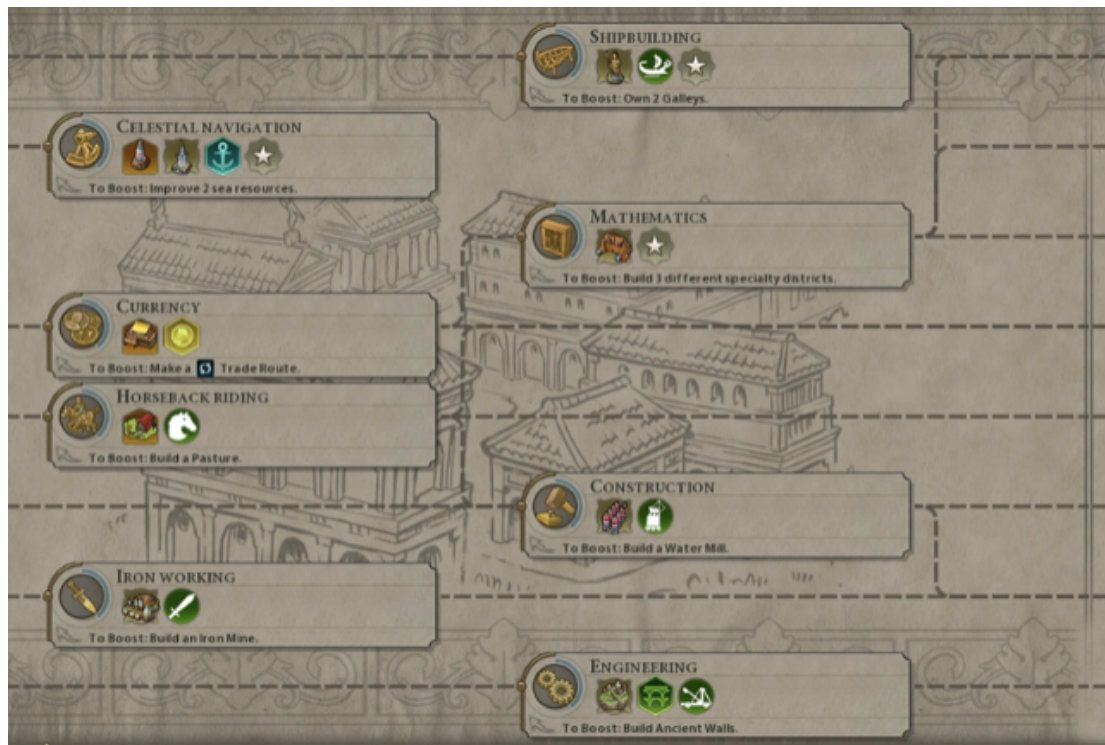 SHIPBUILDING
To Boost: Own 2 Galleys.
CELESTIAL NAVIGATION
To Boost: Improve 2 sea resources.
MATHEMATICS
To Boost: Build 3 different specialty districts.
CURRENCY
To Boost: Make a Trade Route.
HORSEBACK RIDING
To Boost: Build a Pasture.
CONSTRUCTION
To Boost: Build a Water Mill.
IRON WORKING
To Boost: Build an Iron Mine.
ENGINEERING
To Boost: Build Ancient Walls.